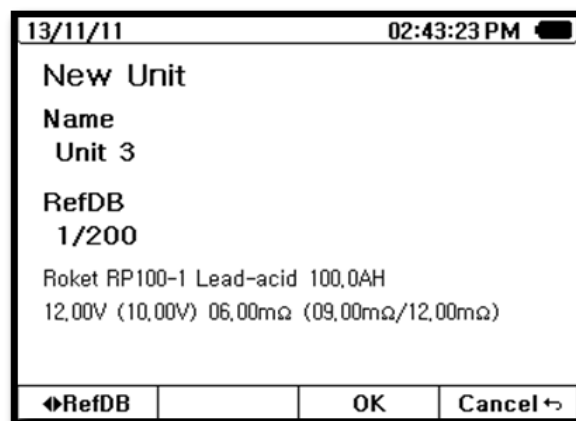 13/11/11 02:43:23 PM
New Unit
Name
Unit 3
RefDB
1/200
Roket RP100-1 Lead-acid 100,0AH
12,00V (10,00V) 06,00mΩ (09,00mΩ/12,00mΩ)
◀▶RefDB OK Cancel ↩